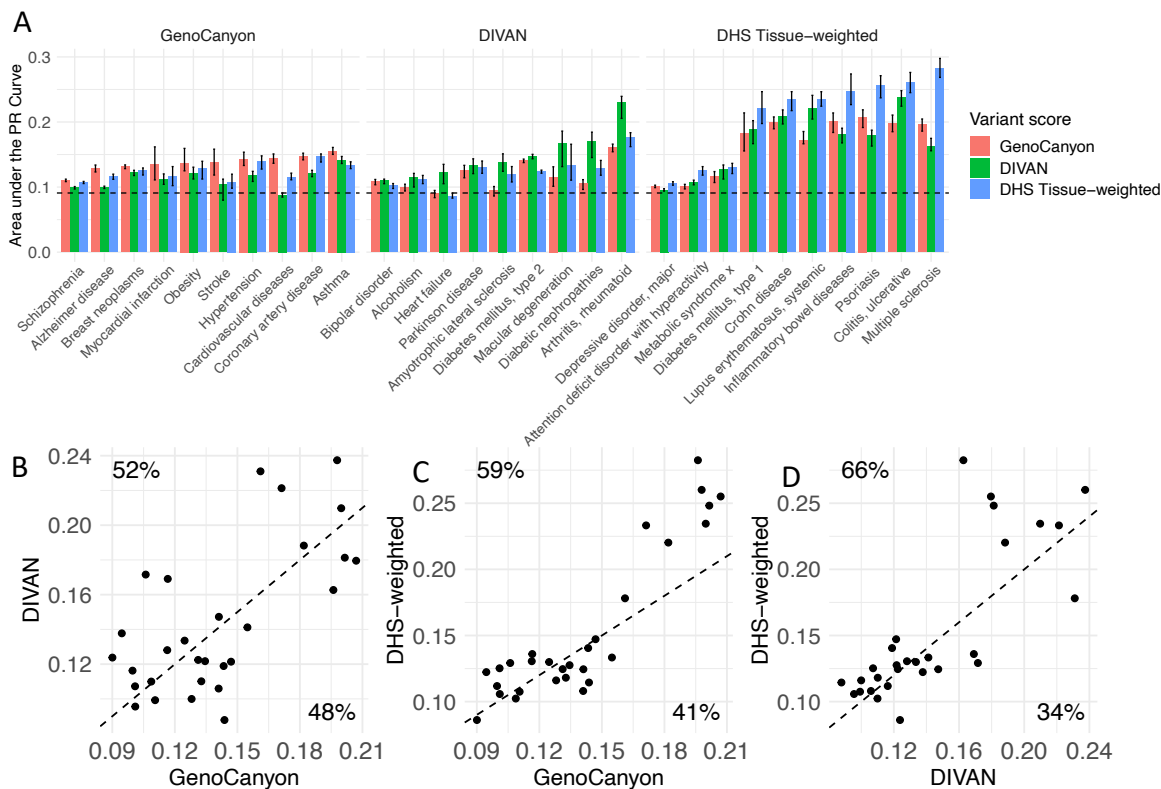 A
GenoCanyon
DIVAN
DHS Tissue−weighted
Area under the PR Curve
0.3
0.2
0.1
0.0
Schizophrenia
Alzheimer disease
Breast neoplasms
Myocardial infarction
Obesity
Stroke
Hypertension
Cardiovascular diseases
Coronary artery disease
Asthma
Bipolar disorder
Alcoholism
Heart failure
Parkinson disease
Amyotrophic lateral sclerosis
Diabetes mellitus, type 2
Macular degeneration
Diabetic nephropathies
Arthritis, rheumatoid
Depressive disorder, major
Attention deficit disorder with hyperactivity
Metabolic syndrome x
Diabetes mellitus, type 1
Crohn disease
Lupus erythematosus, systemic
Inflammatory bowel diseases
Psoriasis
Colitis, ulcerative
Multiple sclerosis
Variant score
GenoCanyon
DIVAN
DHS Tissue−weighted
B
52%
48%
DIVAN
0.24
0.20
0.16
0.12
0.09 0.12 0.15 0.18 0.21
GenoCanyon
C
59%
41%
DHS−weighted
0.25
0.20
0.15
0.10
0.09 0.12 0.15 0.18 0.21
GenoCanyon
D
66%
34%
DHS−weighted
0.25
0.20
0.15
0.10
0.12 0.16 0.20 0.24
DIVAN